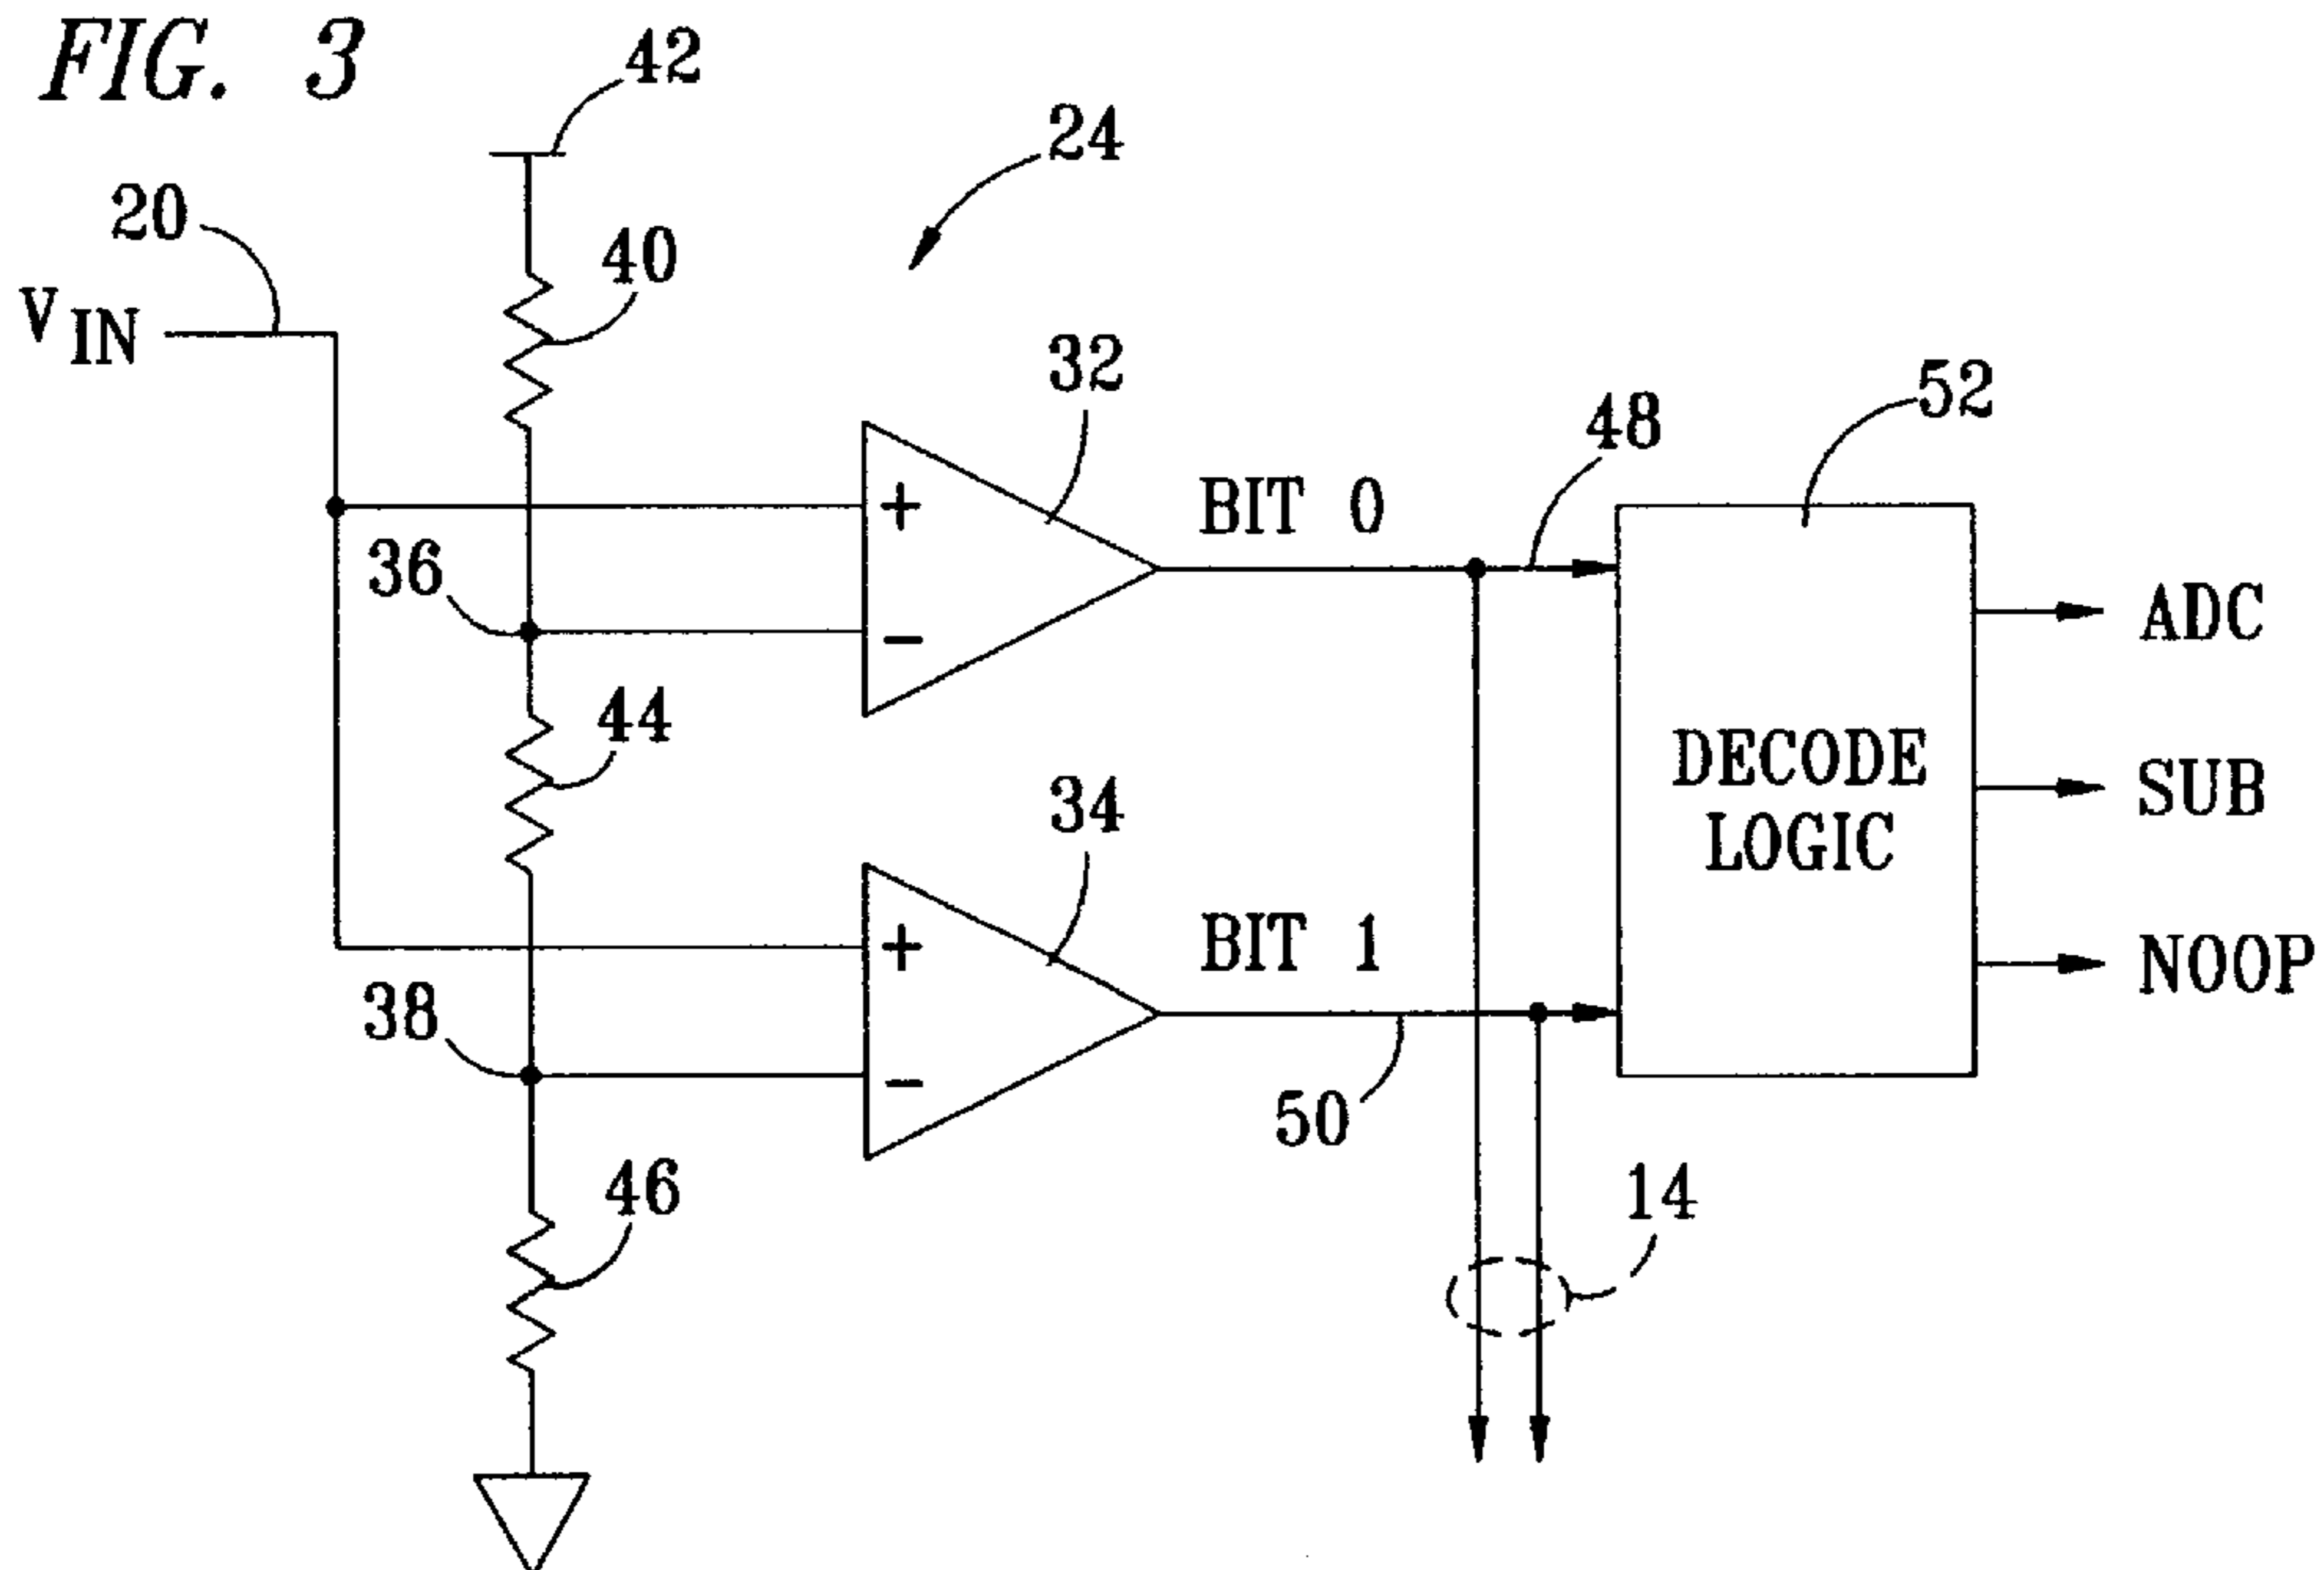 FIG. 3
42
24
20
40
V IN
32
52
48
BIT 0
+
36
−
ADC
44
DECODE
LOGIC
SUB
34
BIT 1
+
NOOP
38
−
50
46
14